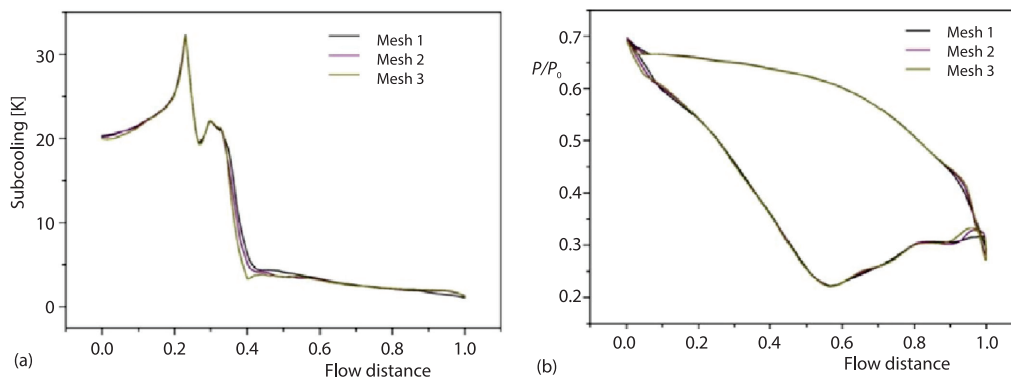 Subcooling [K]
30
20
10
0
0.0 0.2 0.4 0.6 0.8 1.0
Flow distance
Mesh 1
Mesh 2
Mesh 3
(a)
P/P0
0.7
0.6
0.5
0.4
0.3
0.2
0.0 0.2 0.4 0.6 0.8 1.0
Flow distance
Mesh 1
Mesh 2
Mesh 3
(b)